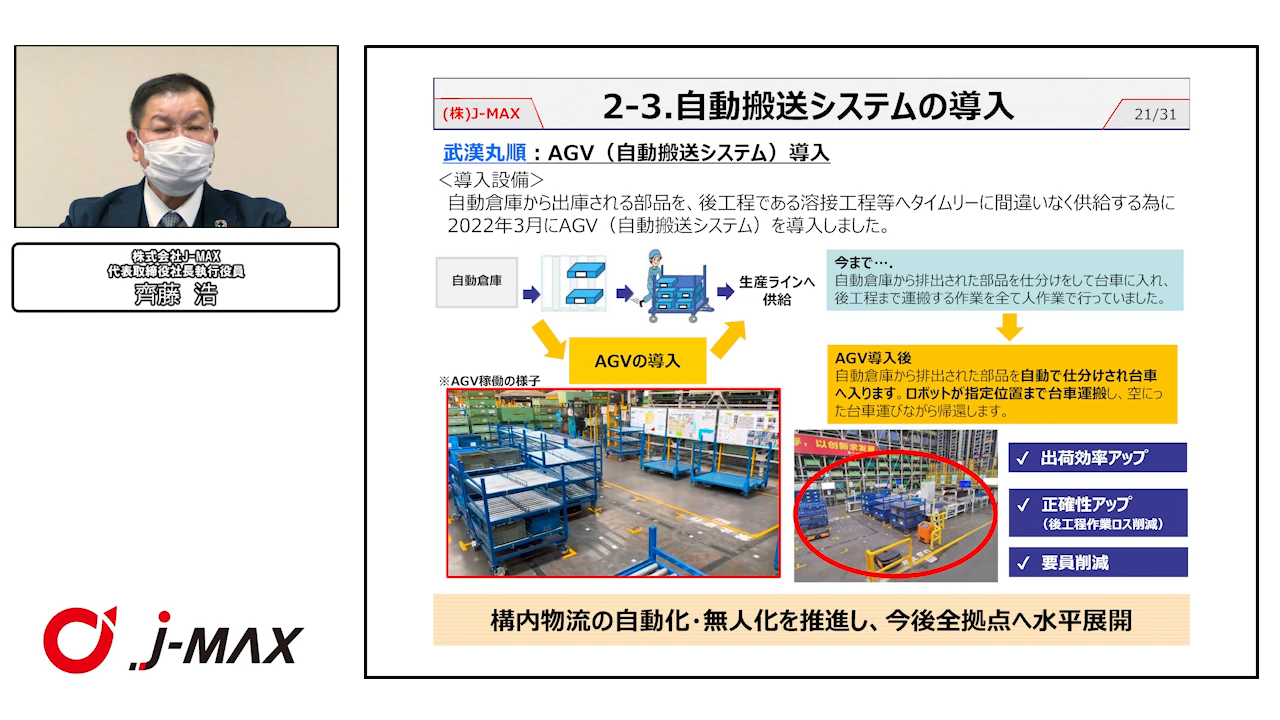 株式会社J-MAX
代表取締役社長執行役員
齊藤 浩
J-MAX
(株)J-MAX
2-3.自動搬送システムの導入
21/31
武漢丸順：AGV（自動搬送システム）導入
＜導入設備＞
自動倉庫から出庫される部品を、後工程である溶接工程等へタイムリーに間違いなく供給する為に
2022年3月にAGV（自動搬送システム）を導入しました。
自動倉庫
生産ラインへ
供給
AGVの導入
※AGV稼働の様子
今まで….
自動倉庫から排出された部品を仕分けをして台車に入れ、
後工程まで運搬する作業を全て人作業で行っていました。
AGV導入後
自動倉庫から排出された部品を自動で仕分けされ台車
へ入ります。ロボットが指定位置まで台車運搬し、空にっ
た台車運びながら帰還します。
以创新求发展
✓ 出荷効率アップ
✓ 正確性アップ
（後工程作業ロス削減）
✓ 要員削減
構内物流の自動化・無人化を推進し、今後全拠点へ水平展開